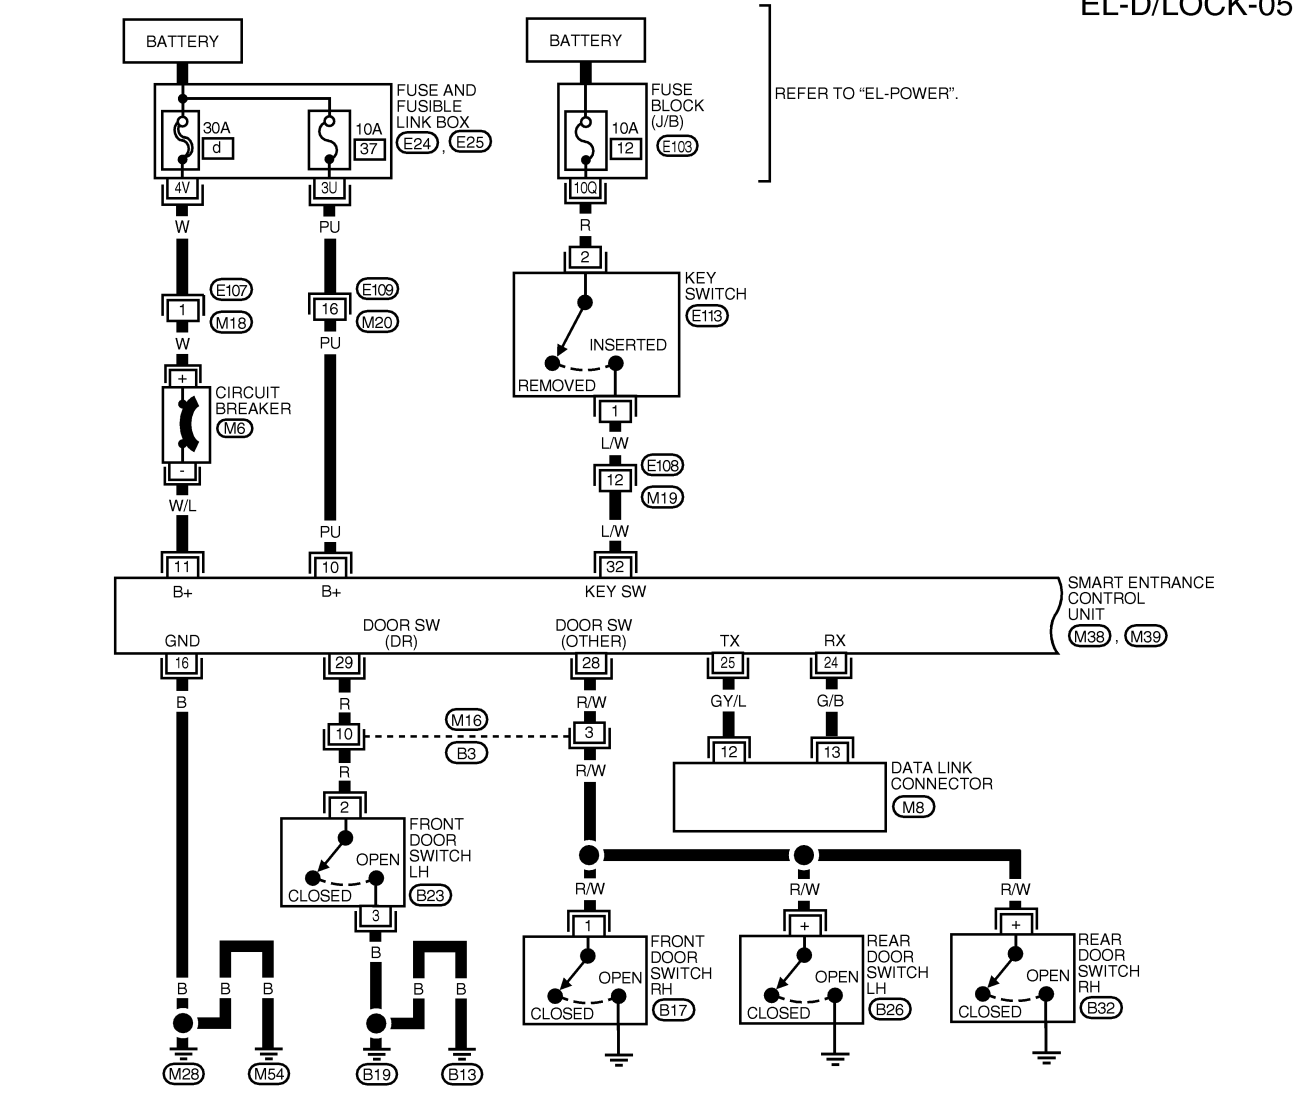 EL-D/LOCK-05
BATTERY
BATTERY
REFER TO “EL-POWER”.
30A
d
10A
37
FUSE AND
FUSIBLE
LINK BOX
E24 , E25
10A
12
FUSE
BLOCK
(J/B)
E103
4V
3U
10Q
W
PU
R
2
KEY
SWITCH
E113
INSERTED
REMOVED
1
E107
M18
16
E109
M20
W
PU
+
CIRCUIT
BREAKER
M6
-
W/L
PU
1
L/W
12
E108
M19
L/W
11
10
32
B+
B+
KEY SW
SMART ENTRANCE
CONTROL
UNIT
M38 , M39
GND
DOOR SW
(DR)
DOOR SW
(OTHER)
TX
RX
16
29
28
25
24
B
R
R/W
GY/L
G/B
10
M16
B3
3
12
13
R
R/W
DATA LINK
CONNECTOR
M8
2
FRONT
DOOR
SWITCH
LH
B23
OPEN
CLOSED
3
B
R/W
R/W
R/W
1
+
+
FRONT
DOOR
SWITCH
RH
B17
OPEN
CLOSED
REAR
DOOR
SWITCH
LH
B26
OPEN
CLOSED
REAR
DOOR
SWITCH
RH
B32
OPEN
CLOSED
B
B
B
B
B
M28
M54
B19
B13